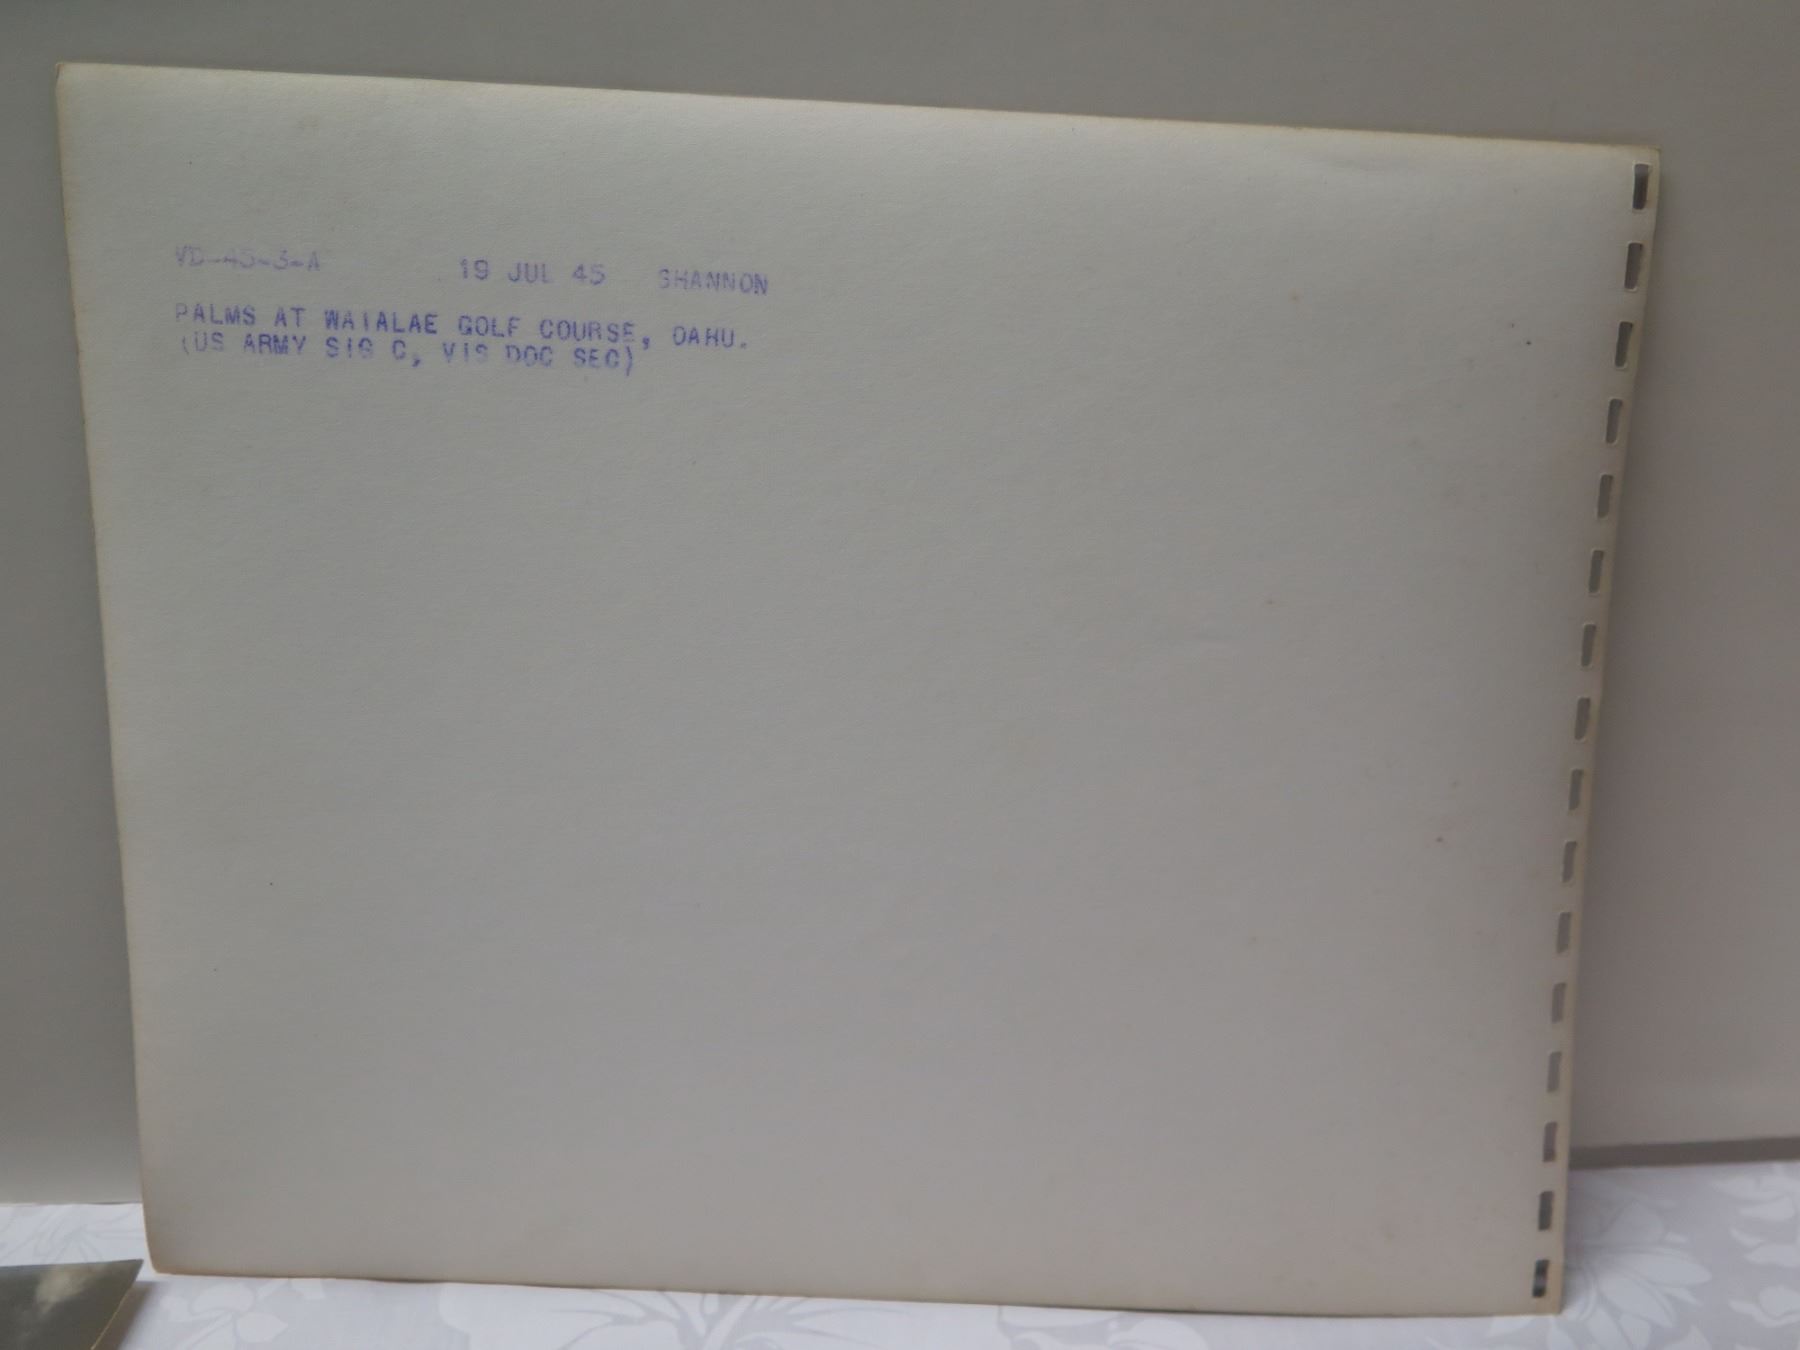 VD-45-3-A 19 JUL 45 SHANNON
PALMS AT WAIALAE GOLF COURSE, OAHU.
(US ARMY SIG C, VIS DOC SEC)